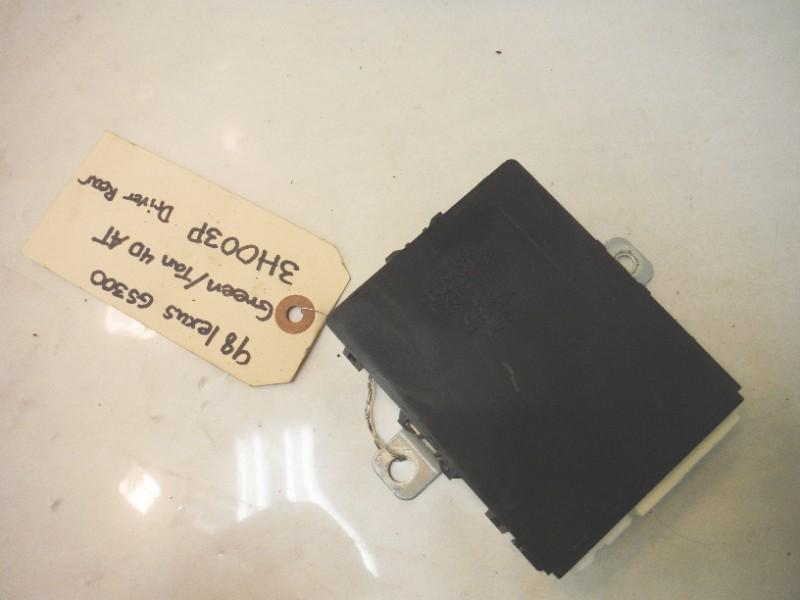 98 lexus GS300
Green/Tan 4D AT
3H003P Driver Rear